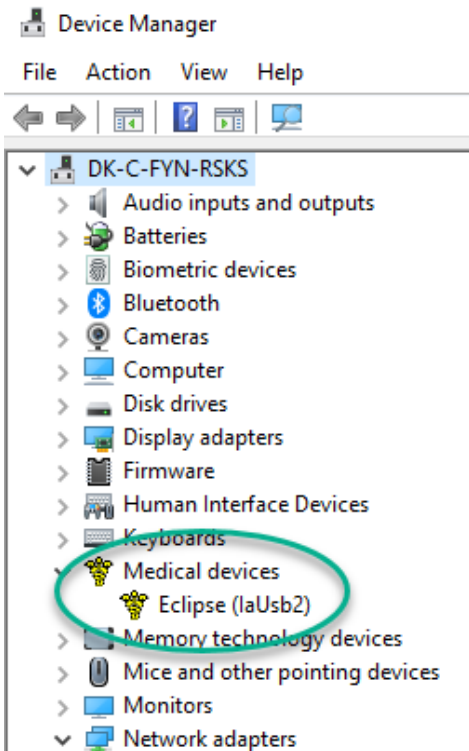 Device Manager
File Action View Help
DK-C-FYN-RSKS
Audio inputs and outputs
Batteries
Biometric devices
Bluetooth
Cameras
Computer
Disk drives
Display adapters
Firmware
Human Interface Devices
Keyboards
Medical devices
Eclipse (IaUsb2)
Memory technology devices
Mice and other pointing devices
Monitors
Network adapters